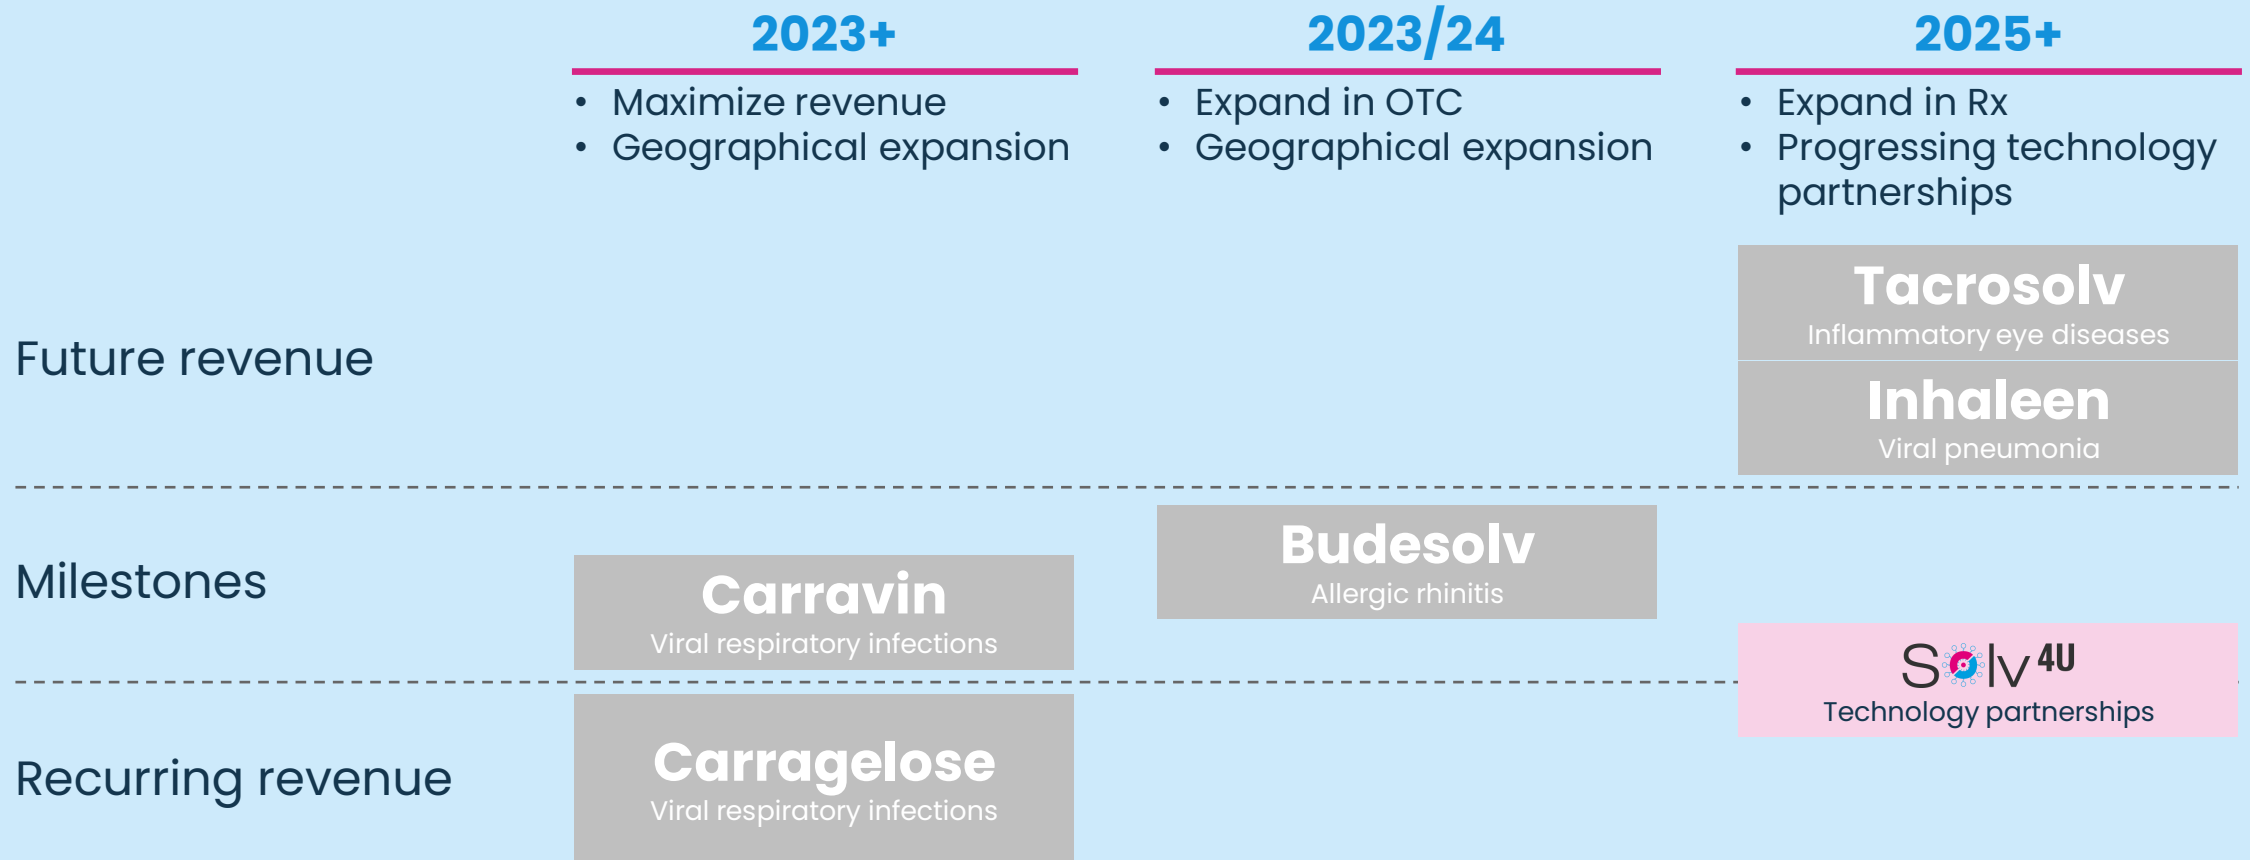 2023+
• Maximize revenue
• Geographical expansion
2023/24
• Expand in OTC
• Geographical expansion
2025+
• Expand in Rx
• Progressing technology
partnerships
Future revenue
Tacrosolv
Inflammatory eye diseases
Inhaleen
Viral pneumonia
Milestones
Carravin
Viral respiratory infections
Budesolv
Allergic rhinitis
Solv4U
Technology partnerships
Recurring revenue
Carragelose
Viral respiratory infections